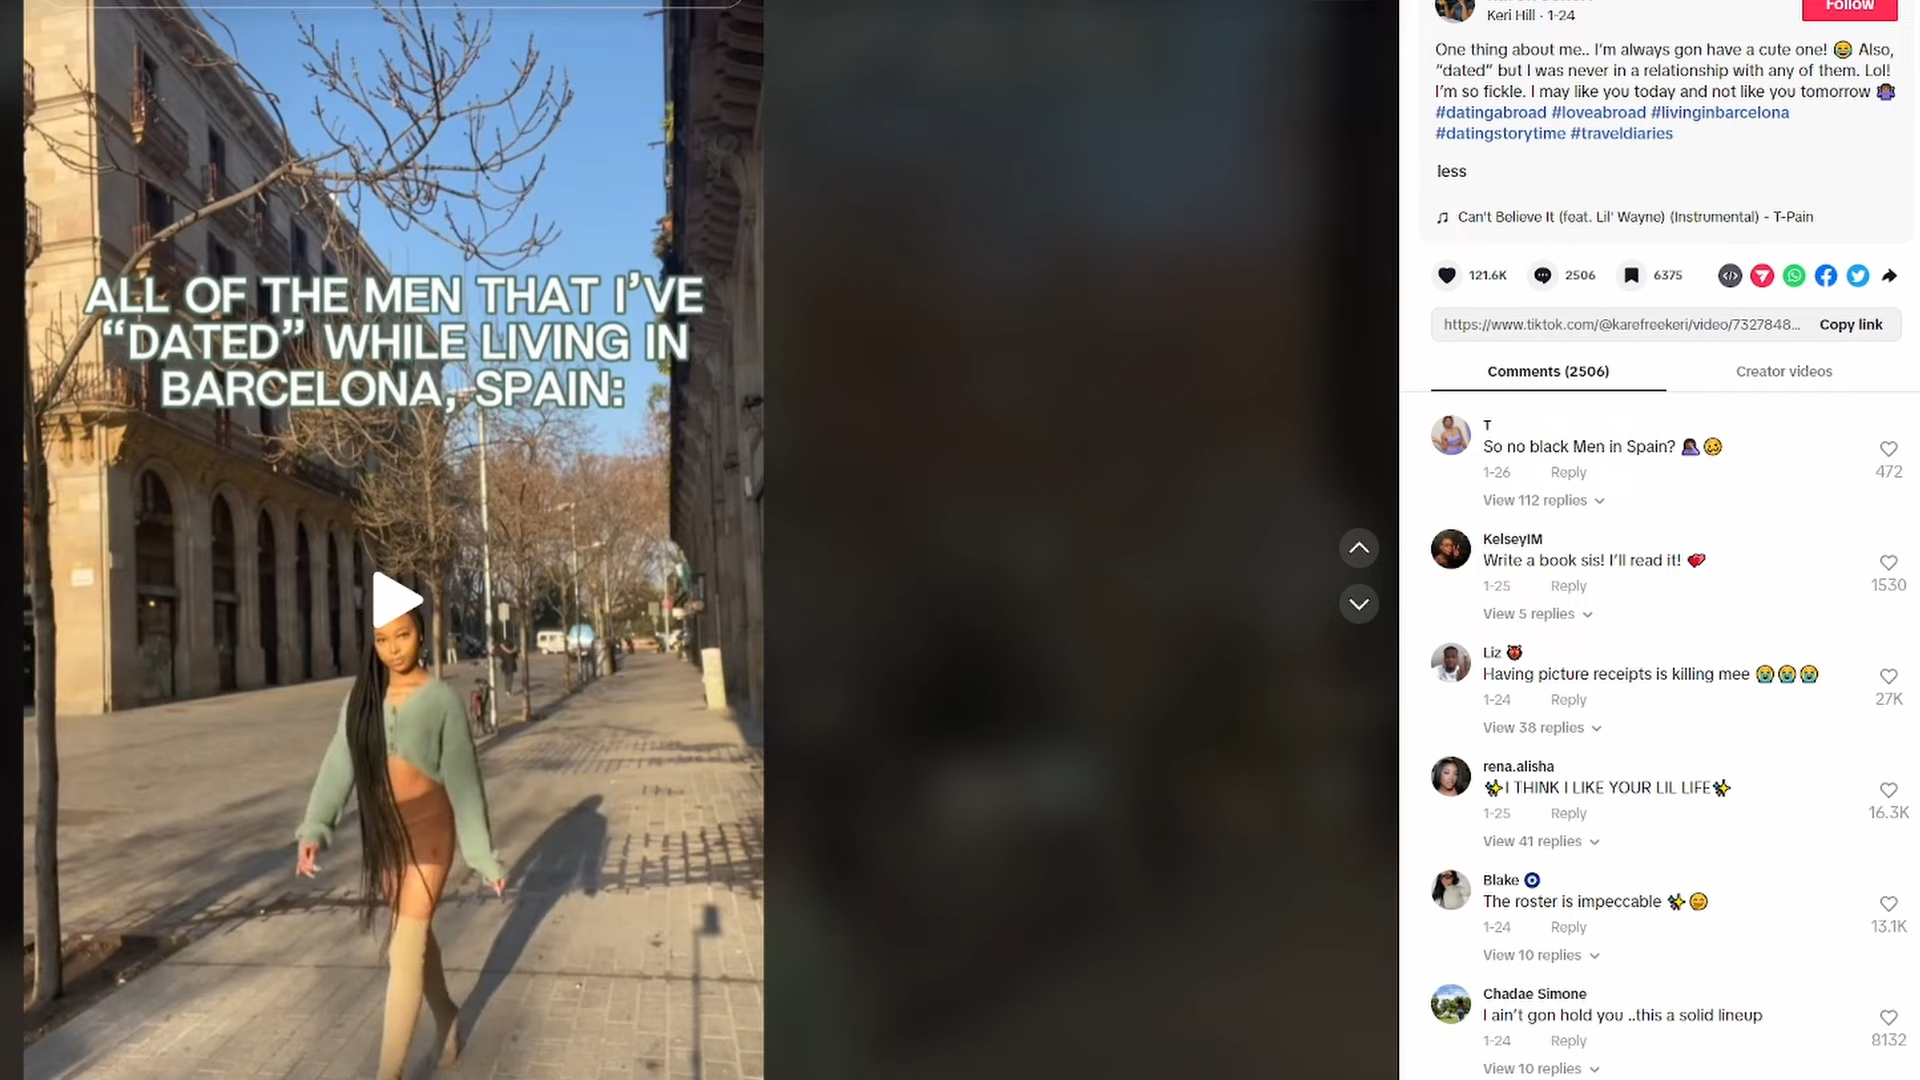 ALL OF THE MEN THAT I'VE
“DATED” WHILE LIVING IN
BARCELONA, SPAIN:
Keri Hill · 1-24
Follow
One thing about me.. I'm always gon have a cute one! 😂 Also,
“dated” but I was never in a relationship with any of them. Lol!
I'm so fickle. I may like you today and not like you tomorrow 🤷🏾‍♀️
#datingabroad #loveabroad #livinginbarcelona
#datingstorytime #traveldiaries
less
Can't Believe It (feat. Lil' Wayne) (Instrumental) - T-Pain
121.6K 2506 6375
https://www.tiktok.com/@karefreekeri/video/7327848... Copy link
Comments (2506) Creator videos
T
So no black Men in Spain? 🤦🏾‍♀️🥴
472
1-26 Reply
View 112 replies
KelseyIM
Write a book sis! I'll read it! 💕
1530
1-25 Reply
View 5 replies
Liz 👹
Having picture receipts is killing mee 😭😭😭
27K
1-24 Reply
View 38 replies
rena.alisha
✨I THINK I LIKE YOUR LIL LIFE✨
16.3K
1-25 Reply
View 41 replies
Blake 🧿
The roster is impeccable ✨😊
13.1K
1-24 Reply
View 10 replies
Chadae Simone
I ain't gon hold you ..this a solid lineup
8132
1-24 Reply
View 10 replies